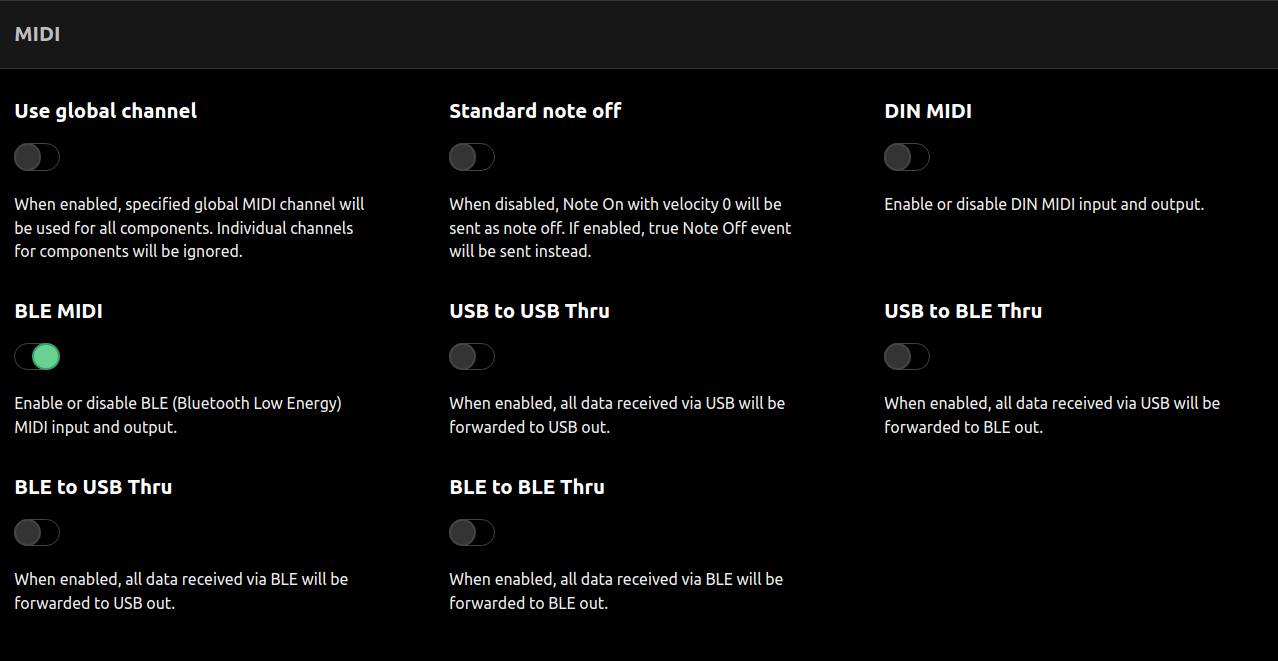 MIDI
Use global channel
When enabled, specified global MIDI channel will
be used for all components. Individual channels
for components will be ignored.
Standard note off
When disabled, Note On with velocity 0 will be
sent as note off. If enabled, true Note Off event
will be sent instead.
DIN MIDI
Enable or disable DIN MIDI input and output.
BLE MIDI
Enable or disable BLE (Bluetooth Low Energy)
MIDI input and output.
USB to USB Thru
When enabled, all data received via USB will be
forwarded to USB out.
USB to BLE Thru
When enabled, all data received via USB will be
forwarded to BLE out.
BLE to USB Thru
When enabled, all data received via BLE will be
forwarded to USB out.
BLE to BLE Thru
When enabled, all data received via BLE will be
forwarded to BLE out.